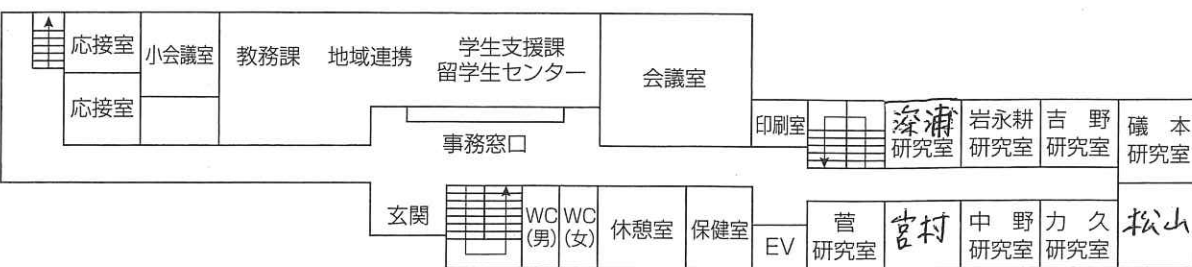 応接室
応接室
小会議室
教務課
地域連携
学生支援課
留学生センター
会議室
事務窓口
印刷室
深浦
研究室
岩永耕
研究室
吉 野
研究室
礒 本
研究室
玄関
WC
(男)
WC
(女)
休憩室
保健室
EV
菅
研究室
宮村
中 野
研究室
力 久
研究室
松山